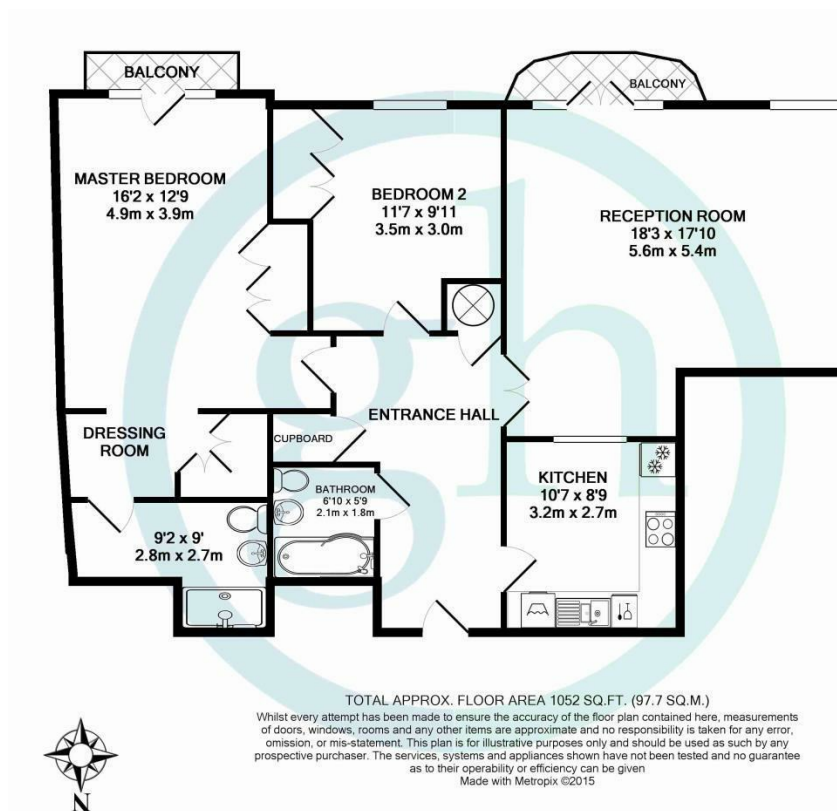 BALCONY
BALCONY
MASTER BEDROOM
16'2 x 12'9
4.9m x 3.9m
BEDROOM 2
11'7 x 9'11
3.5m x 3.0m
RECEPTION ROOM
18'3 x 17'10
5.6m x 5.4m
ENTRANCE HALL
DRESSING
ROOM
CUPBOARD
BATHROOM
6'10 x 5'9
2.1m x 1.8m
KITCHEN
10'7 x 8'9
3.2m x 2.7m
9'2 x 9'
2.8m x 2.7m
gh
TOTAL APPROX. FLOOR AREA 1052 SQ.FT. (97.7 SQ.M.)
Whilst every attempt has been made to ensure the accuracy of the floor plan contained here, measurements
of doors, windows, rooms and any other items are approximate and no responsibility is taken for any error,
omission, or mis-statement. This plan is for illustrative purposes only and should be used as such by any
prospective purchaser. The services, systems and appliances shown have not been tested and no guarantee
as to their operability or efficiency can be given
Made with Metropix ©2015
N